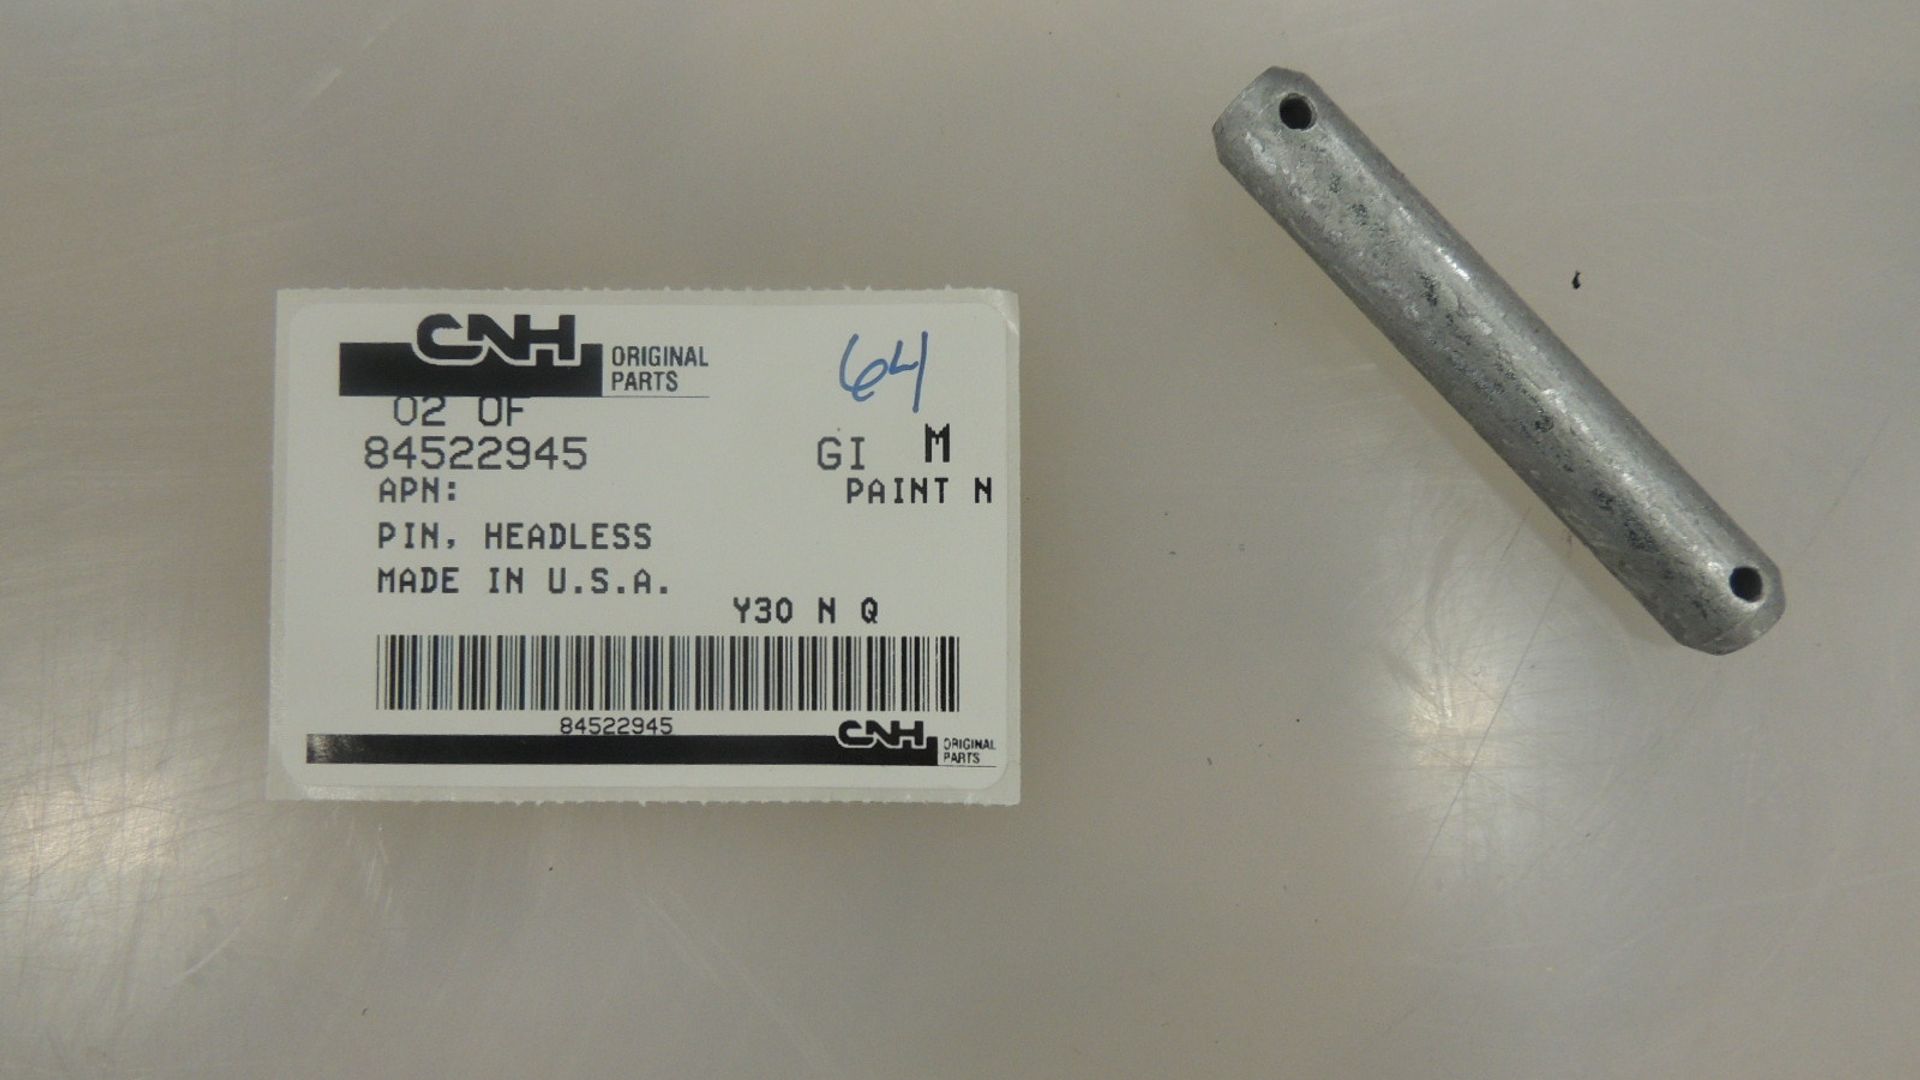 CNH ORIGINAL
PARTS
64
02 OF
84522945 GI M
APN: PAINT N
PIN, HEADLESS
MADE IN U.S.A.
Y30 N Q
84522945
CNH ORIGINAL
PARTS